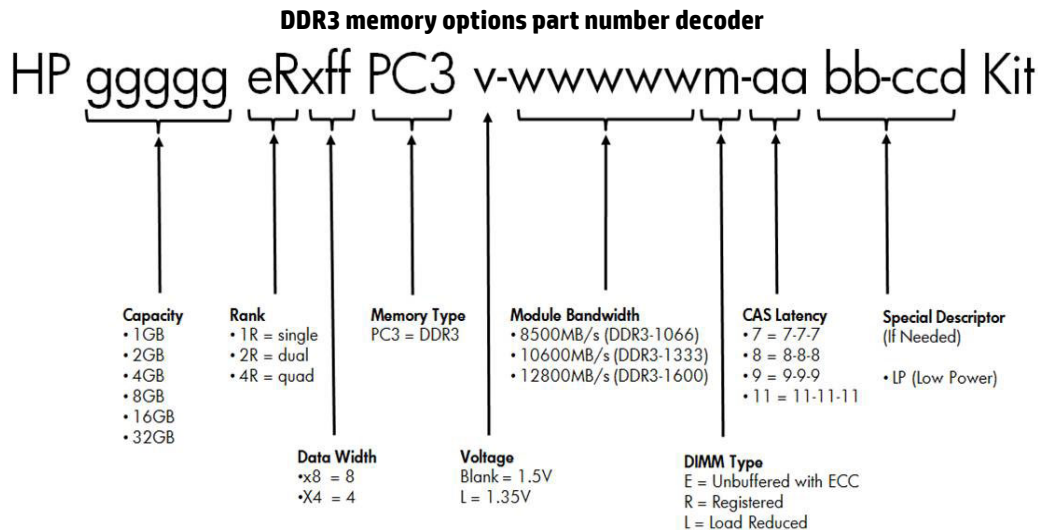 DDR3 memory options part number decoder
HP ggggg eRxff PC3 v-wwwwwm-aa bb-ccd Kit
Capacity
• 1GB
• 2GB
• 4GB
• 8GB
• 16GB
• 32GB
Rank
• 1R = single
• 2R = dual
• 4R = quad
Memory Type
PC3 = DDR3
Module Bandwidth
• 8500MB/s (DDR3-1066)
• 10600MB/s (DDR3-1333)
• 12800MB/s (DDR3-1600)
CAS Latency
• 7 = 7-7-7
• 8 = 8-8-8
• 9 = 9-9-9
• 11 = 11-11-11
Special Descriptor
(If Needed)
• LP (Low Power)
Data Width
•x8 = 8
•X4 = 4
Voltage
Blank = 1.5V
L = 1.35V
DIMM Type
E = Unbuffered with ECC
R = Registered
L = Load Reduced